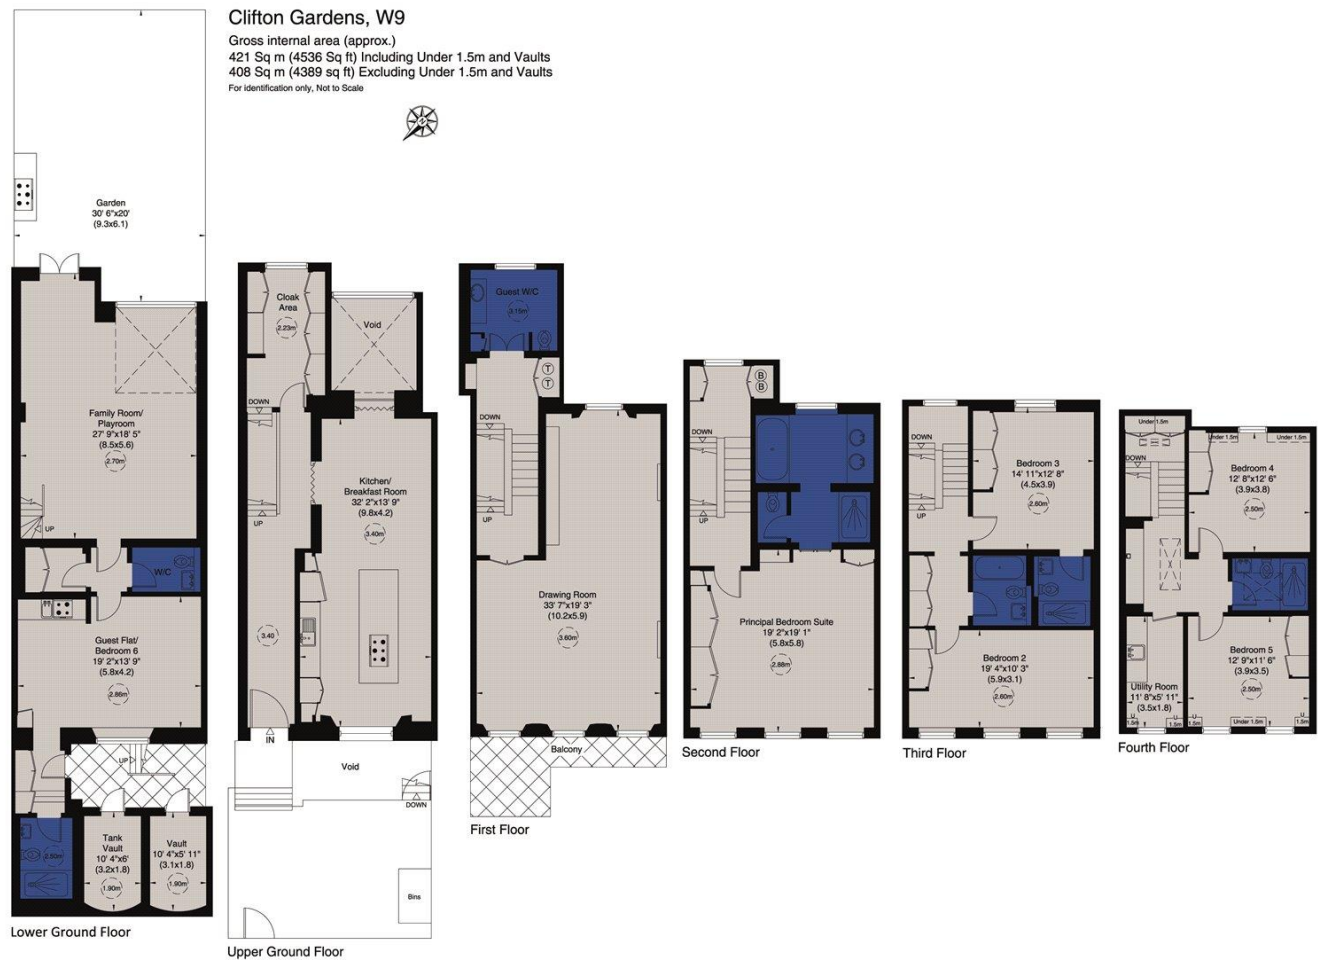 Clifton Gardens, W9
Gross internal area (approx.)
421 Sq m (4536 Sq ft) Including Under 1.5m and Vaults
408 Sq m (4389 sq ft) Excluding Under 1.5m and Vaults
For identification only, Not to Scale
N
Garden
30' 6"x20'
(9.3x6.1)
Family Room/
Playroom
27' 9"x18' 5"
(8.5x5.6)
2.70m
UP
W/C
Guest Flat/
Bedroom 6
19' 2"x13' 9"
(5.8x4.2)
2.86m
UP
2.50m
Tank
Vault
10' 4"x6'
(3.2x1.8)
1.90m
Vault
10' 4"x5' 11"
(3.1x1.8)
1.90m
Lower Ground Floor
Cloak
Area
2.23m
Void
DOWN
UP
Kitchen/
Breakfast Room
32' 2"x13' 9"
(9.8x4.2)
3.40m
3.40
IN
Void
DOWN
Bins
Upper Ground Floor
Guest W/C
3.15m
T
T
DOWN
UP
Drawing Room
33' 7"x19' 3"
(10.2x5.9)
3.60m
Balcony
First Floor
B
B
DOWN
UP
Principal Bedroom Suite
19' 2"x19' 1"
(5.8x5.8)
2.88m
Second Floor
DOWN
UP
Bedroom 3
14' 11"x12' 8"
(4.5x3.9)
2.60m
Bedroom 2
19' 4"x10' 3"
(5.9x3.1)
2.60m
Third Floor
Under 1.5m
Under 1.5m
Under 1.5m
DOWN
Bedroom 4
12' 8"x12' 6"
(3.9x3.8)
2.50m
Bedroom 5
12' 9"x11' 6"
(3.9x3.5)
2.50m
Utility Room
11' 8"x5' 11"
(3.5x1.8)
U
1.5m
U
1.5m
U
1.5m
Under 1.5m
U
1.5m
Fourth Floor